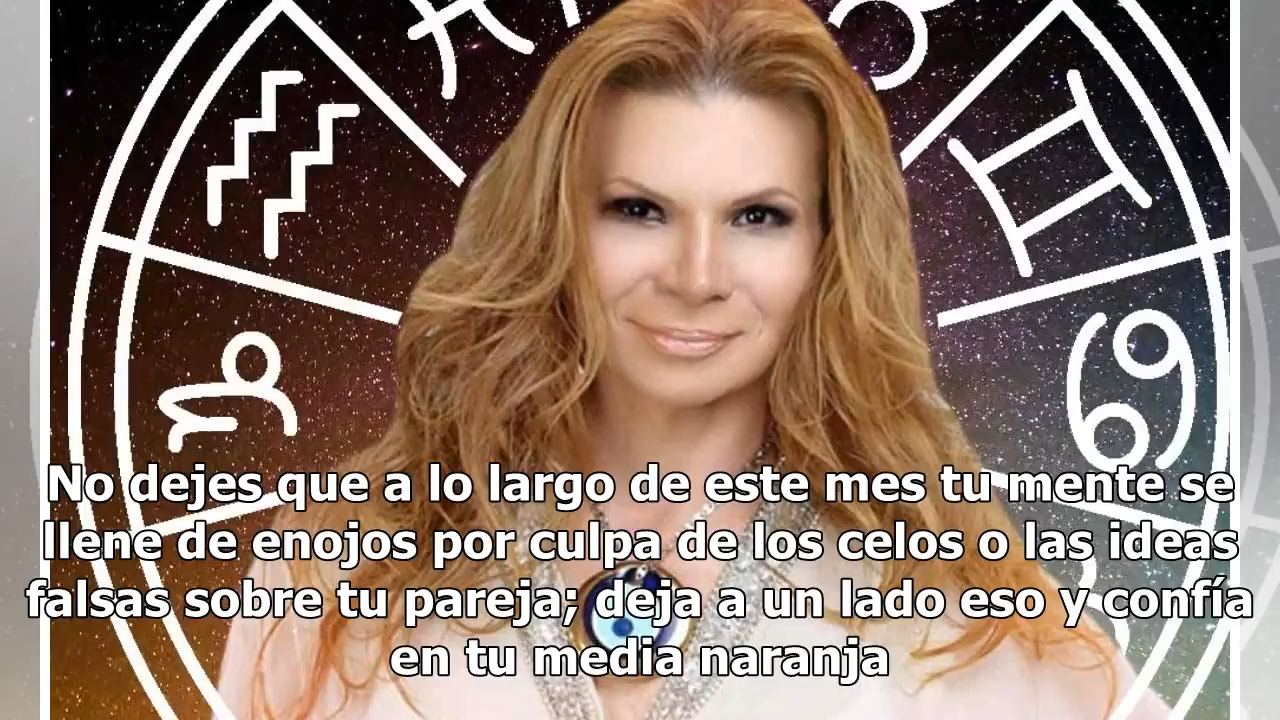 No dejes que a lo largo de este mes tu mente se
llene de enojos por culpa de los celos o las ideas
falsas sobre tu pareja; deja a un lado eso y confía
en tu media naranja